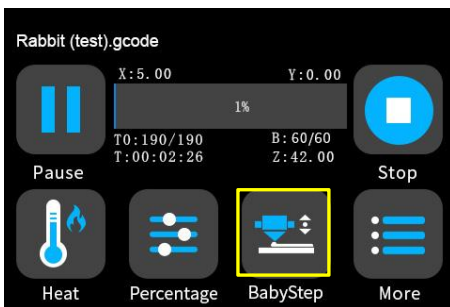 Rabbit (test).gcode
X:5.00 Y:0.00
1%
T0:190/190 B:60/60
T:00:02:26 Z:42.00
Pause Stop
Heat Percentage BabyStep More